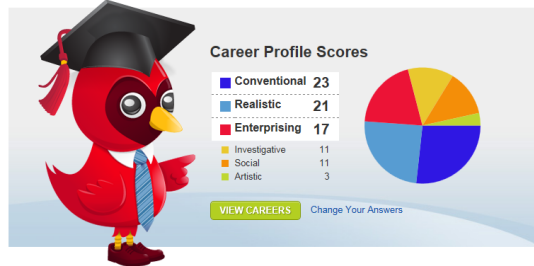 Career Profile Scores
Conventional 23
Realistic 21
Enterprising 17
Investigative 11
Social 11
Artistic 3
VIEW CAREERS Change Your Answers